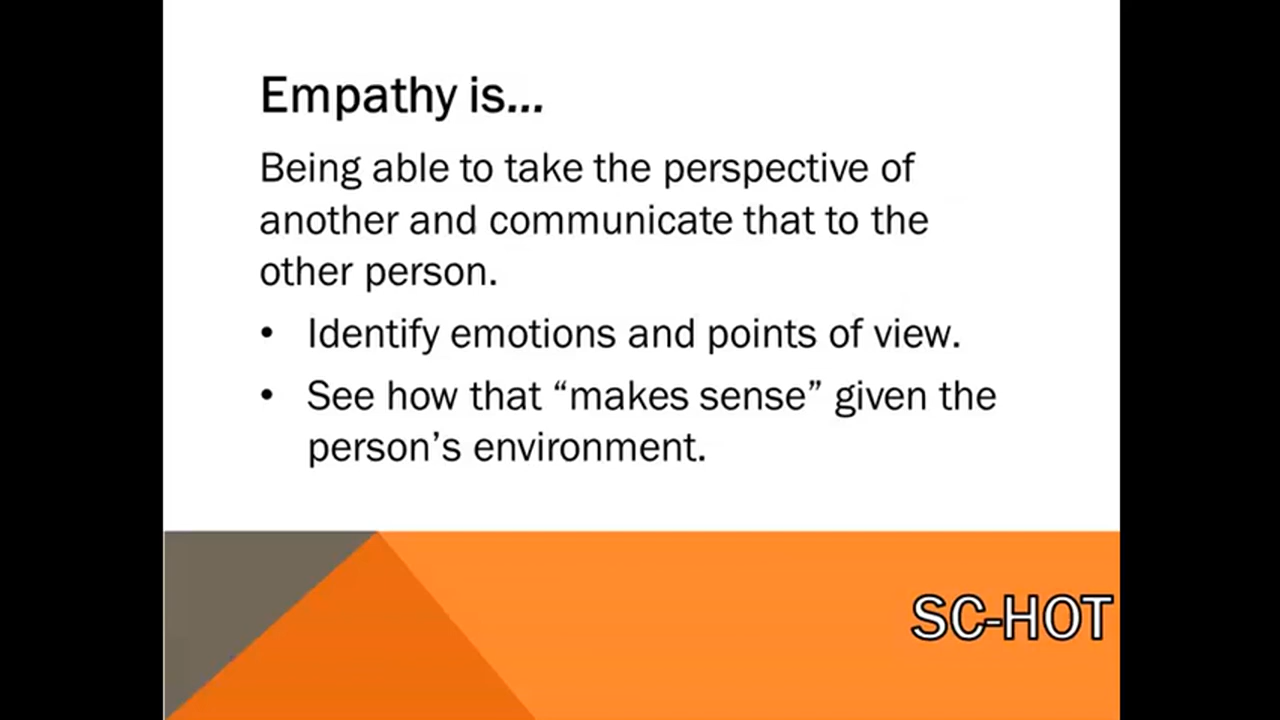 Empathy is...
Being able to take the perspective of
another and communicate that to the
other person.
• Identify emotions and points of view.
• See how that “makes sense” given the
person’s environment.
SC-HOT